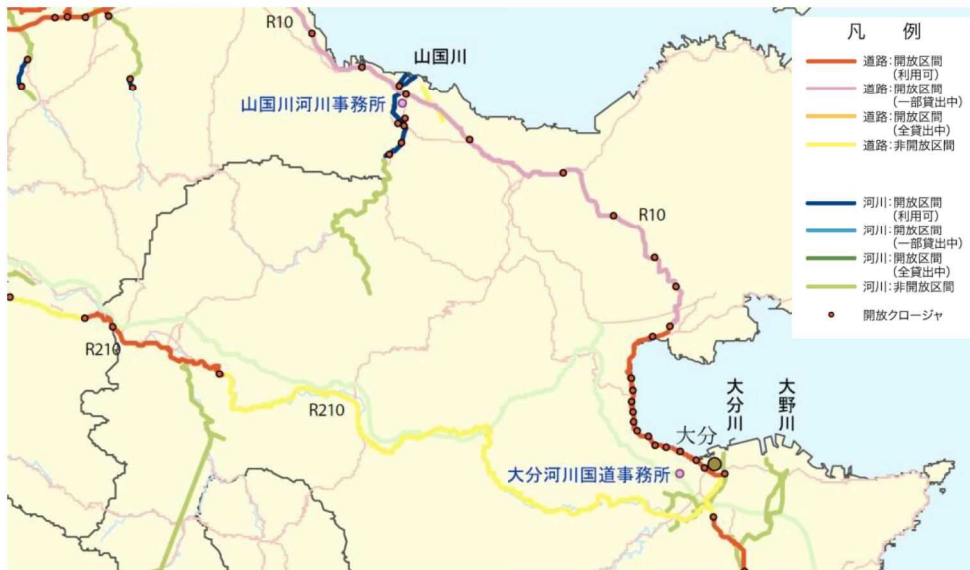 R10
山国川
山国川河川事務所
R10
R210
R210
大分川
大野川
大分
大分河川国道事務所
凡 例
道路:開放区間
(利用可)
道路:開放区間
(一部貸出中)
道路:開放区間
(全貸出中)
道路:非開放区間
河川:開放区間
(利用可)
河川:開放区間
(一部貸出中)
河川:開放区間
(全貸出中)
河川:非開放区間
開放クロージャ